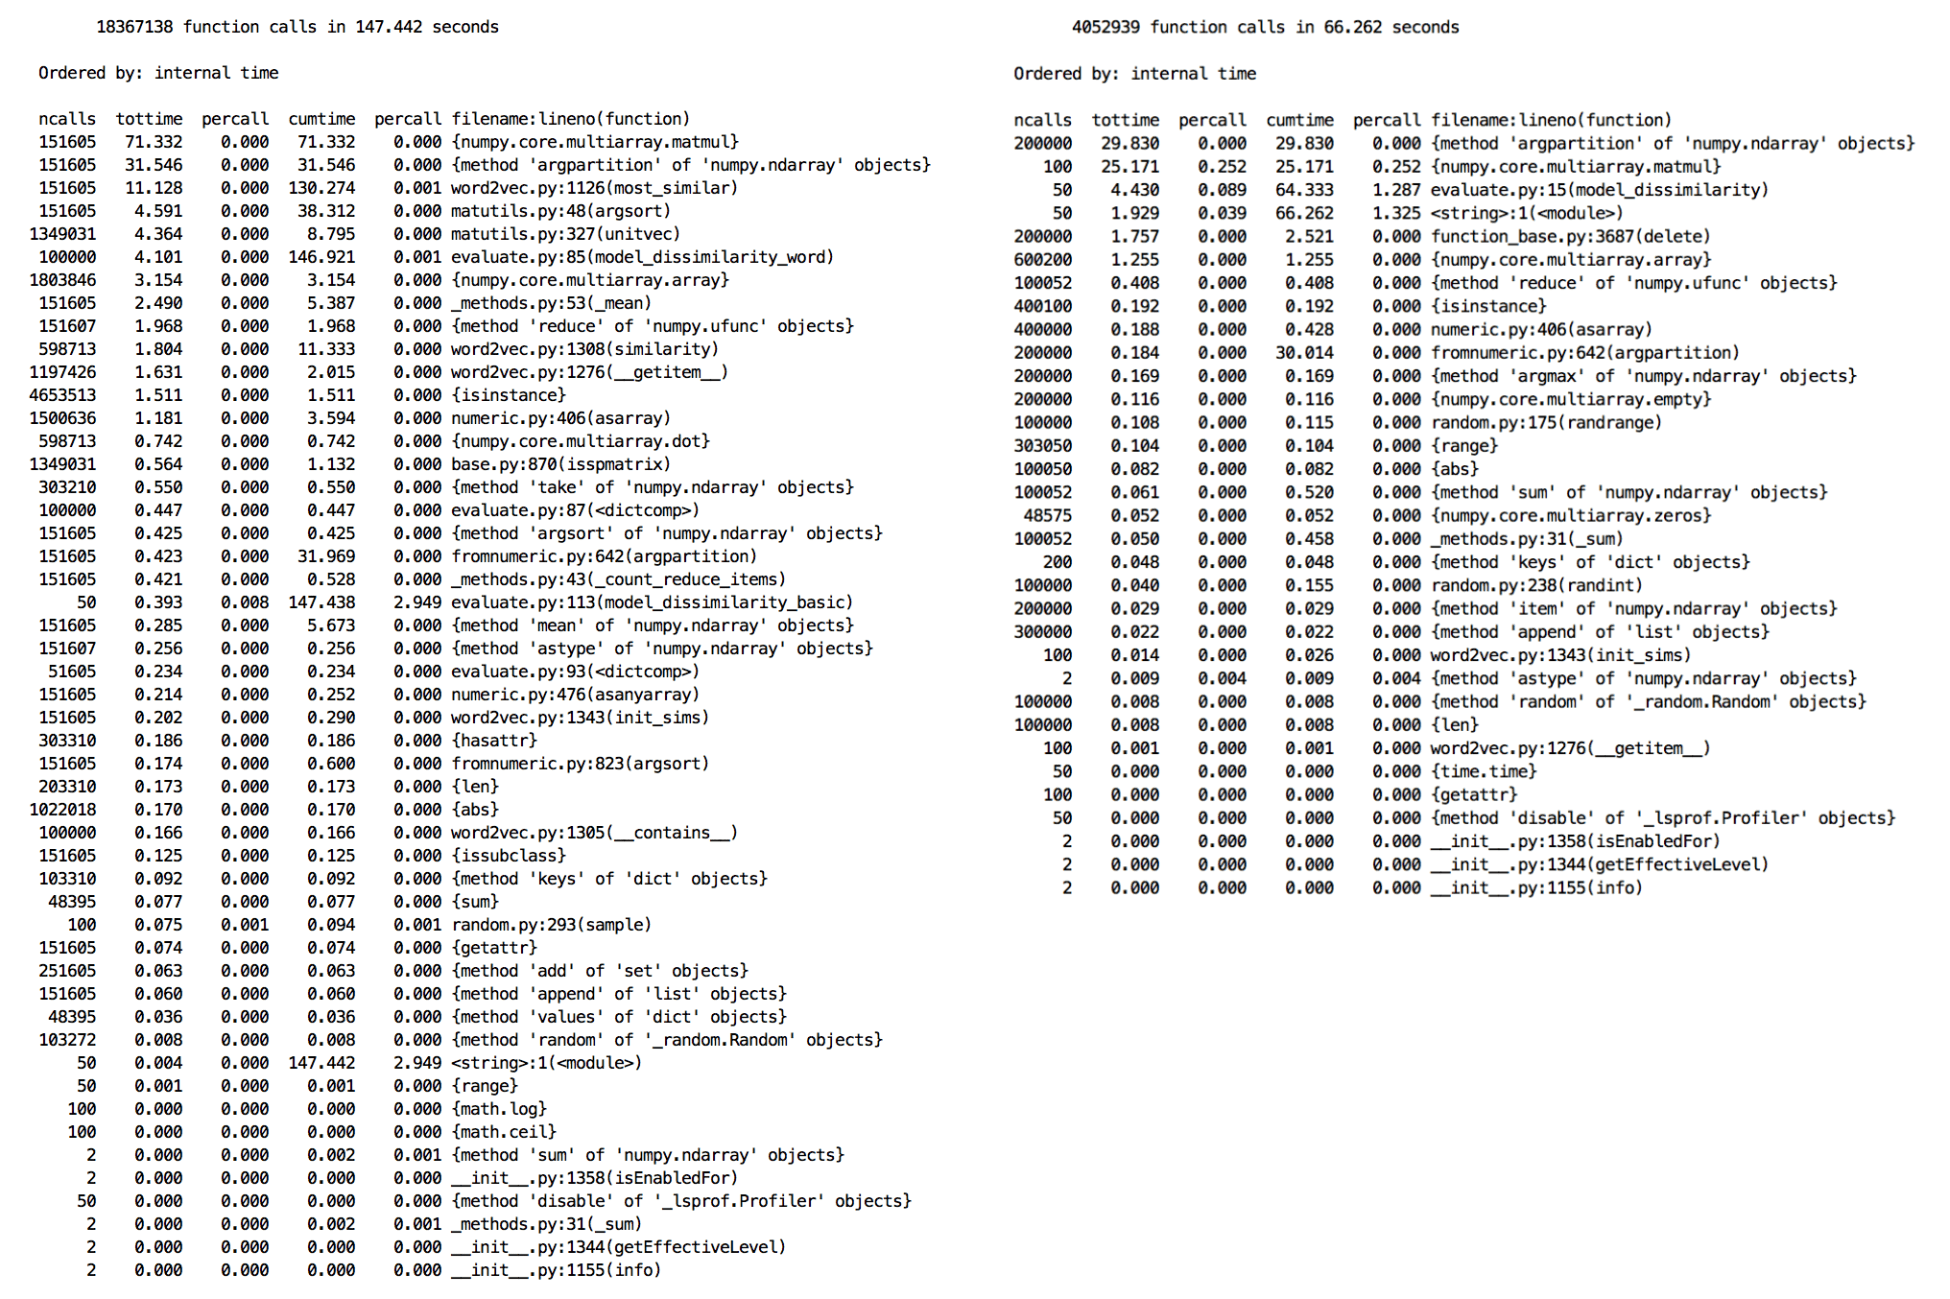 18367138 function calls in 147.442 seconds
Ordered by: internal time
ncalls tottime percall cumtime percall filename:lineno(function)
151605 71.332 0.000 71.332 0.000 {numpy.core.multiarray.matmul}
151605 31.546 0.000 31.546 0.000 {method 'argpartition' of 'numpy.ndarray' objects}
151605 11.128 0.000 130.274 0.001 word2vec.py:1126(most_similar)
151605 4.591 0.000 38.312 0.000 matutils.py:48(argsort)
1349031 4.364 0.000 8.795 0.000 matutils.py:327(unitvec)
100000 4.101 0.000 146.921 0.001 evaluate.py:85(model_dissimilarity_word)
1803846 3.154 0.000 3.154 0.000 {numpy.core.multiarray.array}
151605 2.490 0.000 5.387 0.000 _methods.py:53(_mean)
151607 1.968 0.000 1.968 0.000 {method 'reduce' of 'numpy.ufunc' objects}
598713 1.804 0.000 11.333 0.000 word2vec.py:1308(similarity)
1197426 1.631 0.000 2.015 0.000 word2vec.py:1276(__getitem__)
4653513 1.511 0.000 1.511 0.000 {isinstance}
1500636 1.181 0.000 3.594 0.000 numeric.py:406(asarray)
598713 0.742 0.000 0.742 0.000 {numpy.core.multiarray.dot}
1349031 0.564 0.000 1.132 0.000 base.py:870(isspmatrix)
303210 0.550 0.000 0.550 0.000 {method 'take' of 'numpy.ndarray' objects}
100000 0.447 0.000 0.447 0.000 evaluate.py:87(<dictcomp>)
151605 0.425 0.000 0.425 0.000 {method 'argsort' of 'numpy.ndarray' objects}
151605 0.423 0.000 31.969 0.000 fromnumeric.py:642(argpartition)
151605 0.421 0.000 0.528 0.000 _methods.py:43(_count_reduce_items)
50 0.393 0.008 147.438 2.949 evaluate.py:113(model_dissimilarity_basic)
151605 0.285 0.000 5.673 0.000 {method 'mean' of 'numpy.ndarray' objects}
151607 0.256 0.000 0.256 0.000 {method 'astype' of 'numpy.ndarray' objects}
51605 0.234 0.000 0.234 0.000 evaluate.py:93(<dictcomp>)
151605 0.214 0.000 0.252 0.000 numeric.py:476(asanyarray)
151605 0.202 0.000 0.290 0.000 word2vec.py:1343(init_sims)
303310 0.186 0.000 0.186 0.000 {hasattr}
151605 0.174 0.000 0.600 0.000 fromnumeric.py:823(argsort)
203310 0.173 0.000 0.173 0.000 {len}
1022018 0.170 0.000 0.170 0.000 {abs}
100000 0.166 0.000 0.166 0.000 word2vec.py:1305(__contains__)
151605 0.125 0.000 0.125 0.000 {issubclass}
103310 0.092 0.000 0.092 0.000 {method 'keys' of 'dict' objects}
48395 0.077 0.000 0.077 0.000 {sum}
100 0.075 0.001 0.094 0.001 random.py:293(sample)
151605 0.074 0.000 0.074 0.000 {getattr}
251605 0.063 0.000 0.063 0.000 {method 'add' of 'set' objects}
151605 0.060 0.000 0.060 0.000 {method 'append' of 'list' objects}
48395 0.036 0.000 0.036 0.000 {method 'values' of 'dict' objects}
103272 0.008 0.000 0.008 0.000 {method 'random' of '_random.Random' objects}
50 0.004 0.000 147.442 2.949 <string>:1(<module>)
50 0.001 0.000 0.001 0.000 {range}
100 0.000 0.000 0.000 0.000 {math.log}
100 0.000 0.000 0.000 0.000 {math.ceil}
2 0.000 0.000 0.002 0.001 {method 'sum' of 'numpy.ndarray' objects}
2 0.000 0.000 0.000 0.000 __init__.py:1358(isEnabledFor)
50 0.000 0.000 0.000 0.000 {method 'disable' of '_lsprof.Profiler' objects}
2 0.000 0.000 0.002 0.001 _methods.py:31(_sum)
2 0.000 0.000 0.000 0.000 __init__.py:1344(getEffectiveLevel)
2 0.000 0.000 0.000 0.000 __init__.py:1155(info)
4052939 function calls in 66.262 seconds
Ordered by: internal time
ncalls tottime percall cumtime percall filename:lineno(function)
200000 29.830 0.000 29.830 0.000 {method 'argpartition' of 'numpy.ndarray' objects}
100 25.171 0.252 25.171 0.252 {numpy.core.multiarray.matmul}
50 4.430 0.089 64.333 1.287 evaluate.py:15(model_dissimilarity)
50 1.929 0.039 66.262 1.325 <string>:1(<module>)
200000 1.757 0.000 2.521 0.000 function_base.py:3687(delete)
600200 1.255 0.000 1.255 0.000 {numpy.core.multiarray.array}
100052 0.408 0.000 0.408 0.000 {method 'reduce' of 'numpy.ufunc' objects}
400100 0.192 0.000 0.192 0.000 {isinstance}
400000 0.188 0.000 0.428 0.000 numeric.py:406(asarray)
200000 0.184 0.000 30.014 0.000 fromnumeric.py:642(argpartition)
200000 0.169 0.000 0.169 0.000 {method 'argmax' of 'numpy.ndarray' objects}
200000 0.116 0.000 0.116 0.000 {numpy.core.multiarray.empty}
100000 0.108 0.000 0.115 0.000 random.py:175(randrange)
303050 0.104 0.000 0.104 0.000 {range}
100050 0.082 0.000 0.082 0.000 {abs}
100052 0.061 0.000 0.520 0.000 {method 'sum' of 'numpy.ndarray' objects}
48575 0.052 0.000 0.052 0.000 {numpy.core.multiarray.zeros}
100052 0.050 0.000 0.458 0.000 _methods.py:31(_sum)
200 0.048 0.000 0.048 0.000 {method 'keys' of 'dict' objects}
100000 0.040 0.000 0.155 0.000 random.py:238(randint)
200000 0.029 0.000 0.029 0.000 {method 'item' of 'numpy.ndarray' objects}
300000 0.022 0.000 0.022 0.000 {method 'append' of 'list' objects}
100 0.014 0.000 0.026 0.000 word2vec.py:1343(init_sims)
2 0.009 0.004 0.009 0.004 {method 'astype' of 'numpy.ndarray' objects}
100000 0.008 0.000 0.008 0.000 {method 'random' of '_random.Random' objects}
100000 0.008 0.000 0.008 0.000 {len}
100 0.001 0.000 0.001 0.000 word2vec.py:1276(__getitem__)
50 0.000 0.000 0.000 0.000 {time.time}
100 0.000 0.000 0.000 0.000 {getattr}
50 0.000 0.000 0.000 0.000 {method 'disable' of '_lsprof.Profiler' objects}
2 0.000 0.000 0.000 0.000 __init__.py:1358(isEnabledFor)
2 0.000 0.000 0.000 0.000 __init__.py:1344(getEffectiveLevel)
2 0.000 0.000 0.000 0.000 __init__.py:1155(info)